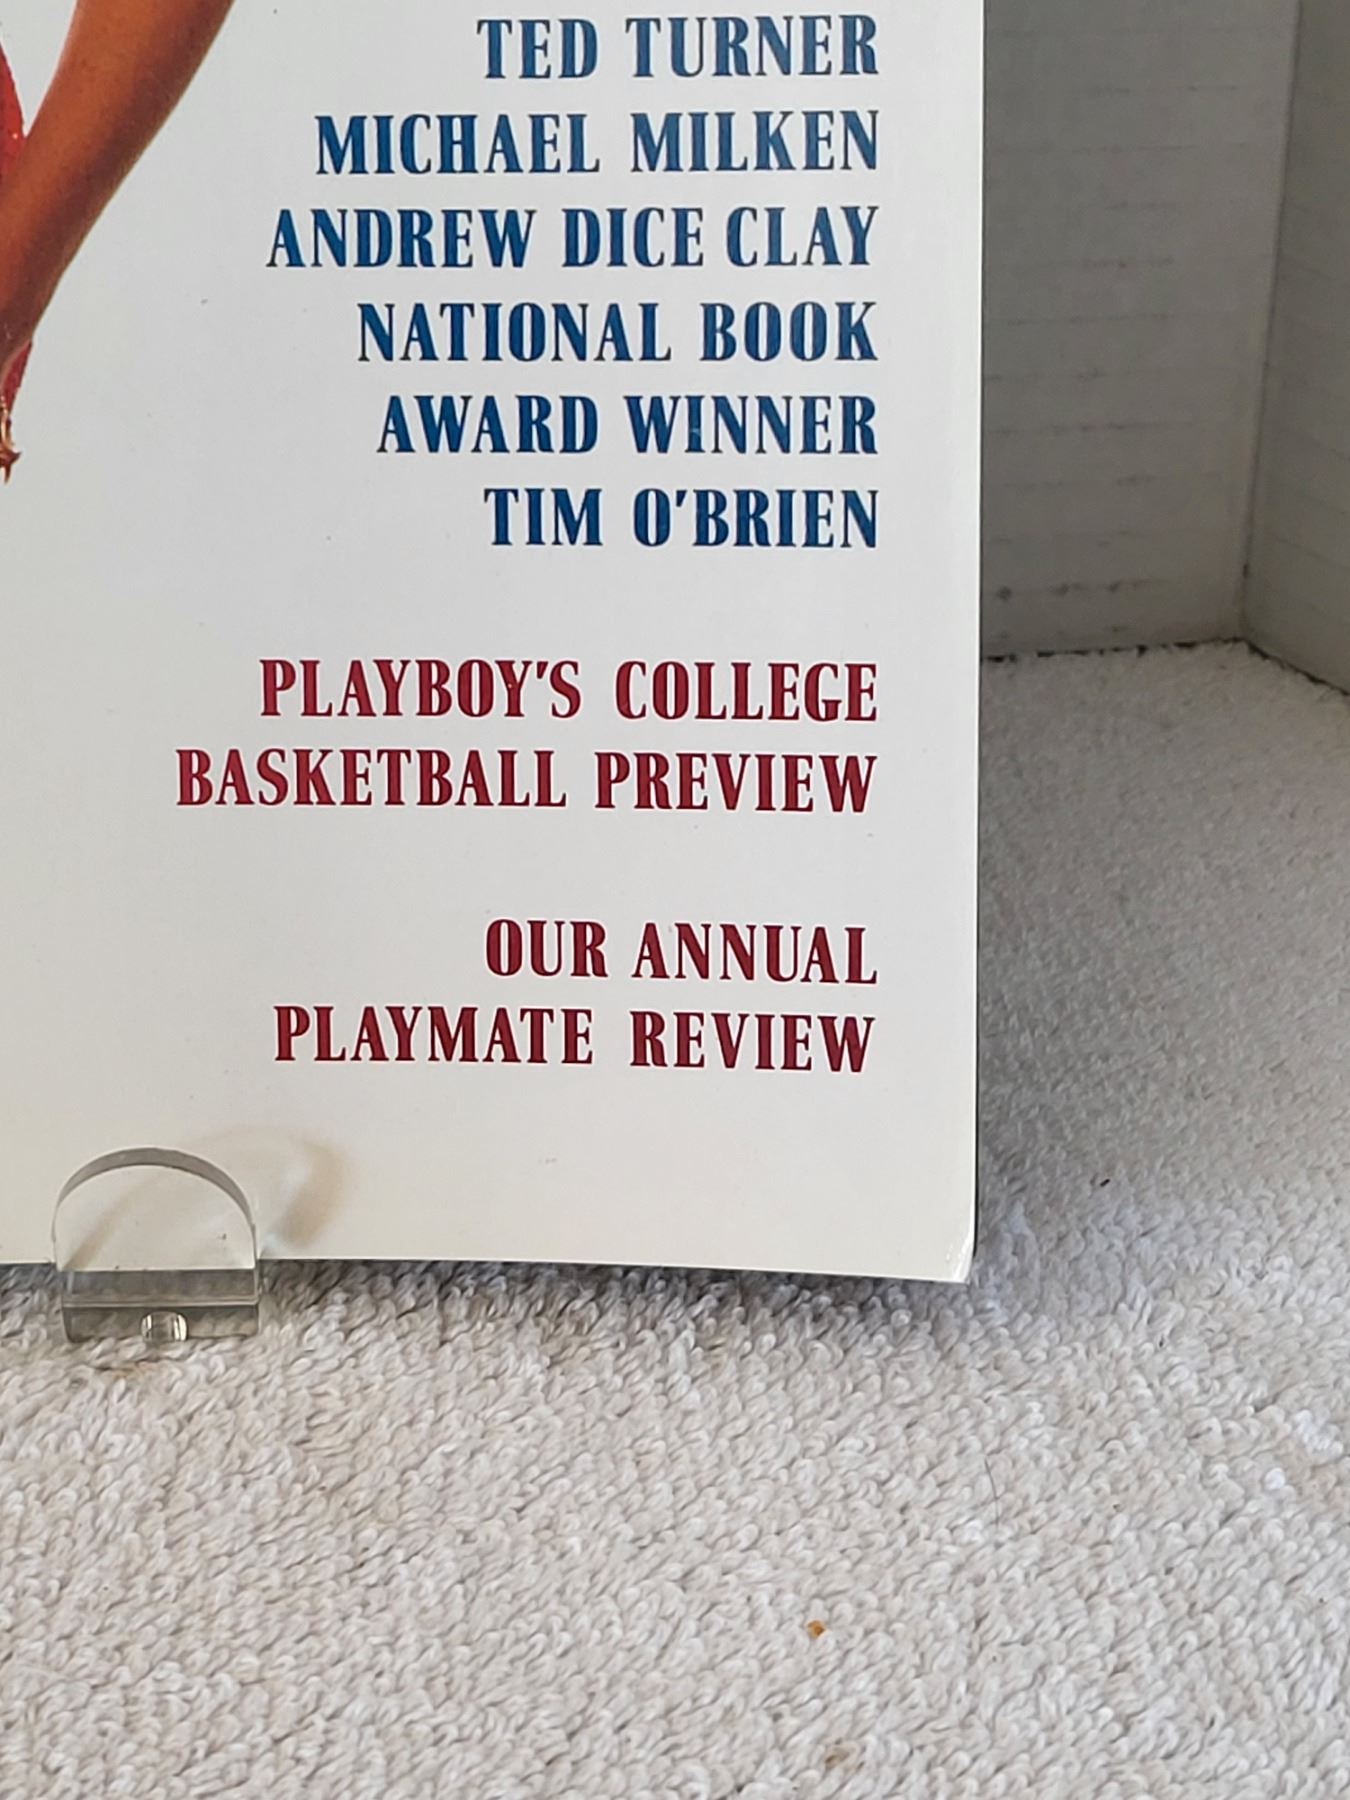 TED TURNER
MICHAEL MILKEN
ANDREW DICE CLAY
NATIONAL BOOK
AWARD WINNER
TIM O'BRIEN
PLAYBOY'S COLLEGE
BASKETBALL PREVIEW
OUR ANNUAL
PLAYMATE REVIEW